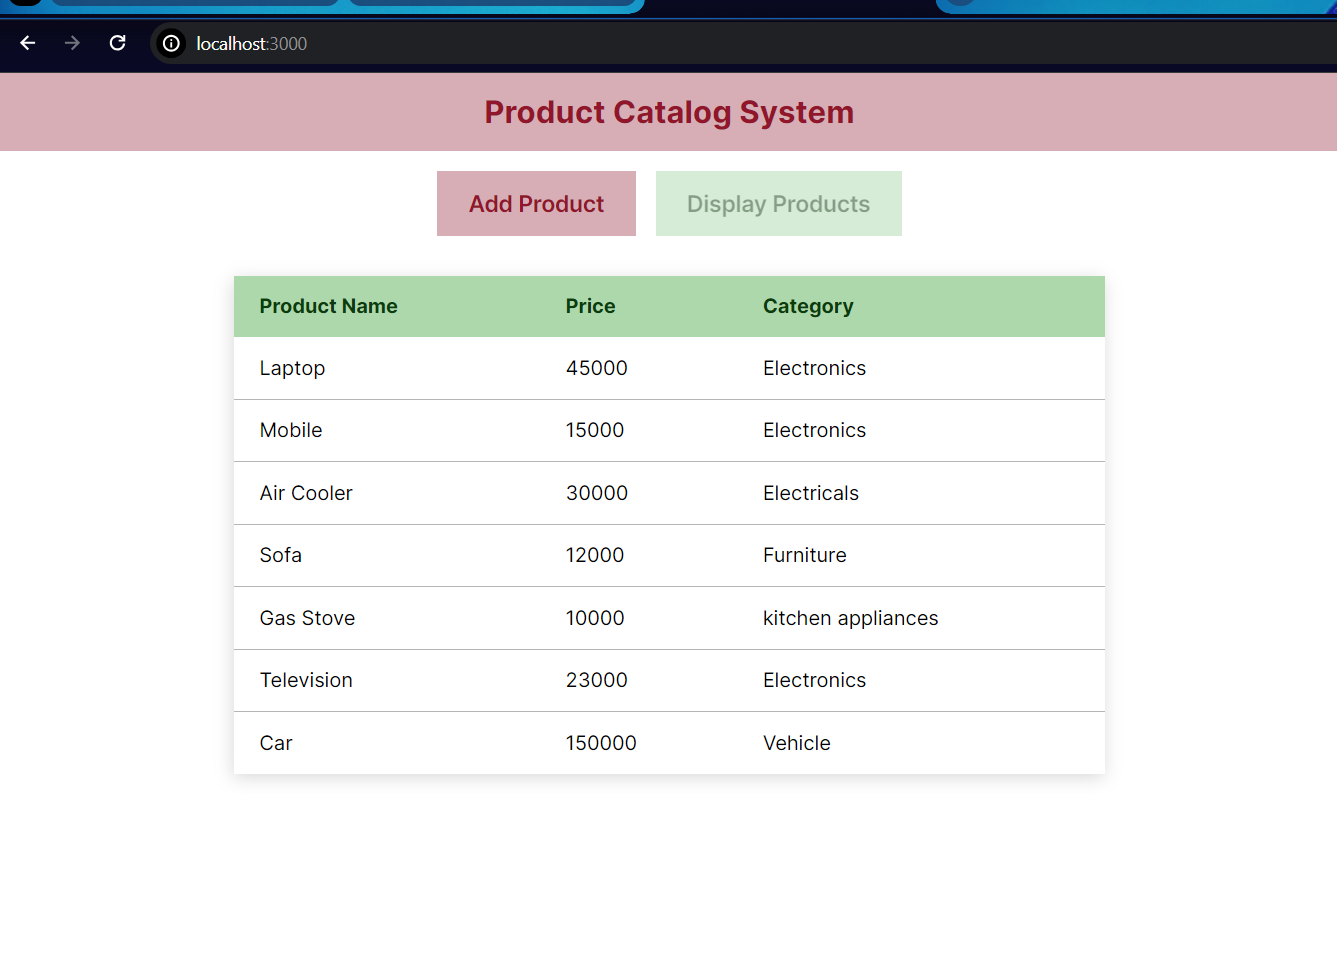 localhost:3000
Product Catalog System
Add Product Display Products
Product Name Price Category
Laptop 45000 Electronics
Mobile 15000 Electronics
Air Cooler 30000 Electricals
Sofa 12000 Furniture
Gas Stove 10000 kitchen appliances
Television 23000 Electronics
Car 150000 Vehicle